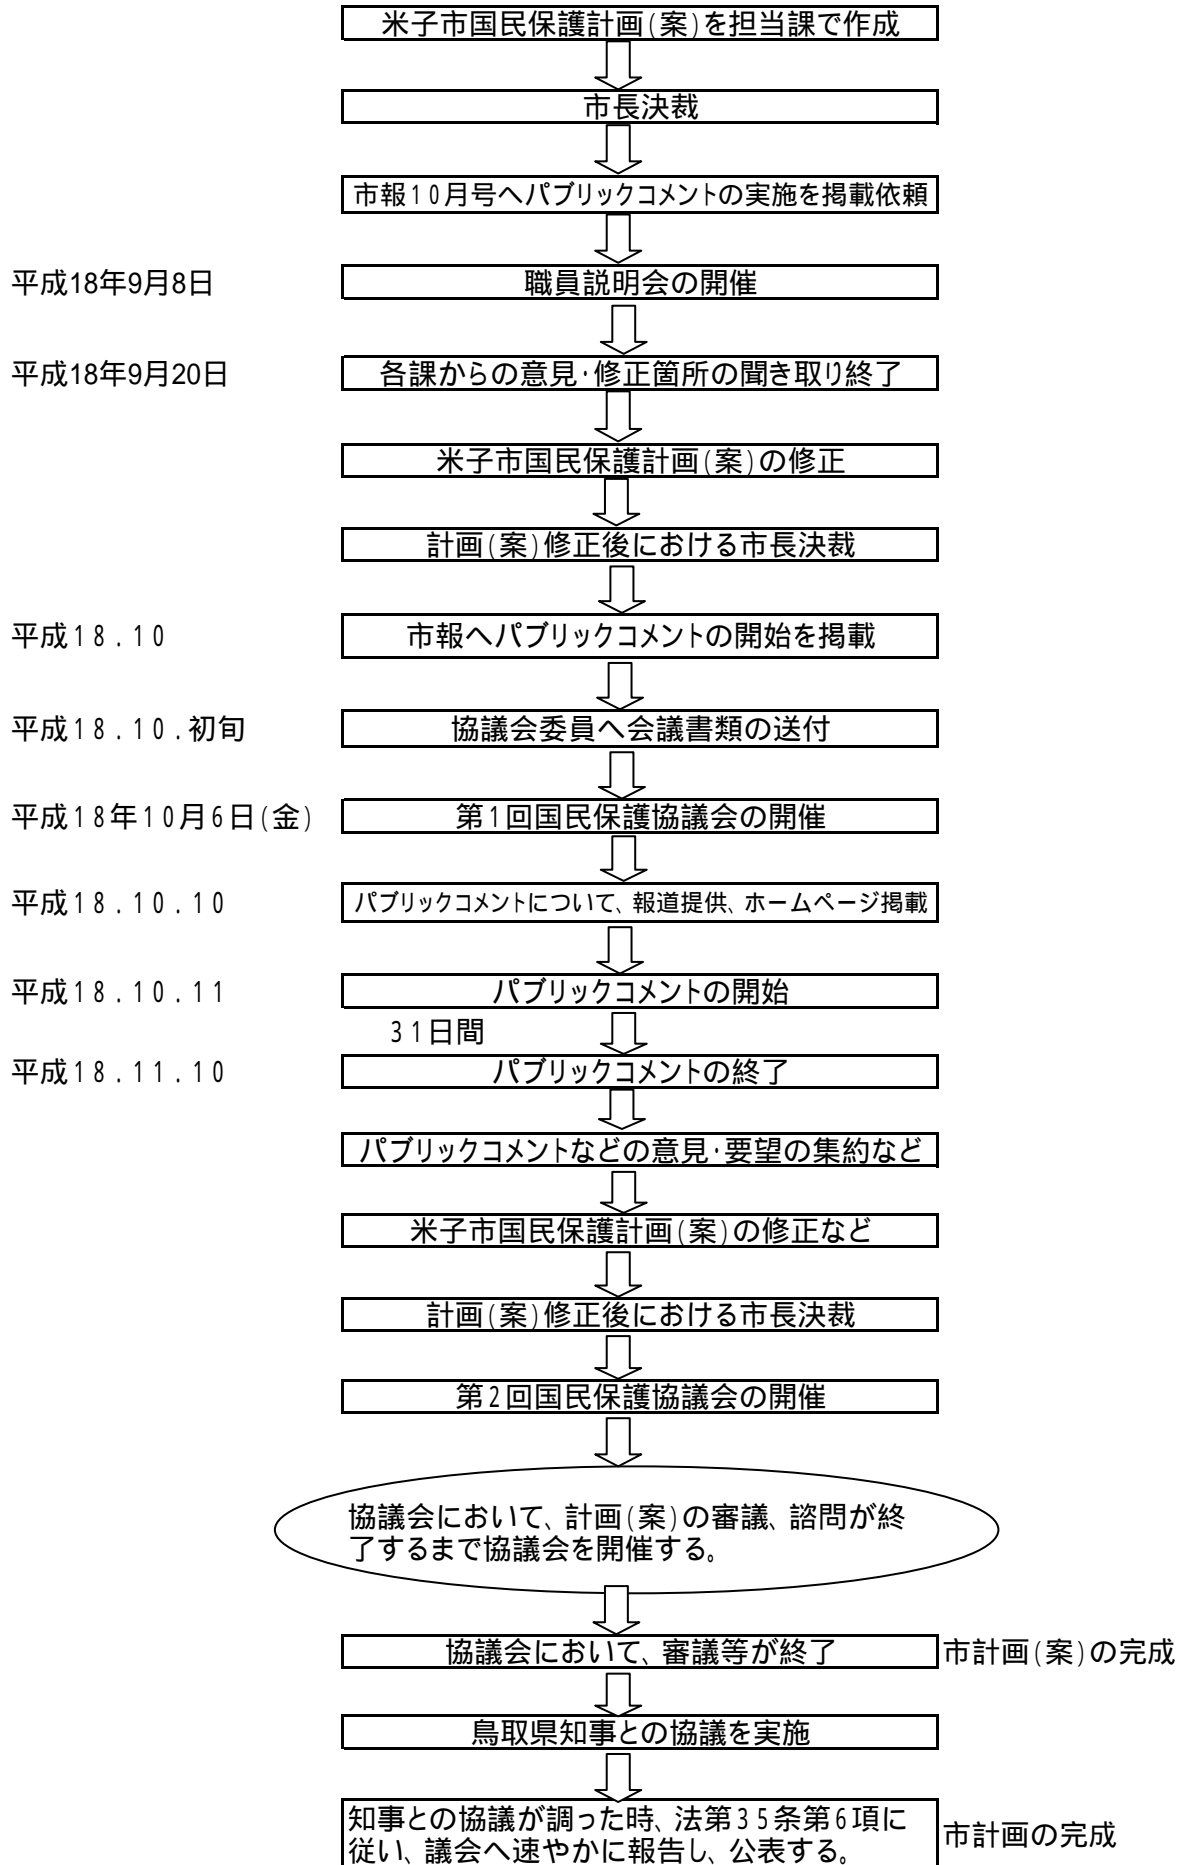 米子市国民保護計画(案)を担当課で作成
市長決裁
市報10月号へパブリックコメントの実施を掲載依頼
平成18年9月8日
職員説明会の開催
平成18年9月20日
各課からの意見・修正箇所の聞き取り終了
米子市国民保護計画(案)の修正
計画(案)修正後における市長決裁
平成18.10
市報へパブリックコメントの開始を掲載
平成18.10.初旬
協議会委員へ会議書類の送付
平成18年10月6日(金)
第1回国民保護協議会の開催
平成18.10.10
パブリックコメントについて、報道提供、ホームページ掲載
平成18.10.11
パブリックコメントの開始
31日間
平成18.11.10
パブリックコメントの終了
パブリックコメントなどの意見・要望の集約など
米子市国民保護計画(案)の修正など
計画(案)修正後における市長決裁
第2回国民保護協議会の開催
協議会において、計画(案)の審議、諮問が終
了するまで協議会を開催する。
協議会において、審議等が終了
市計画(案)の完成
鳥取県知事との協議を実施
知事との協議が調った時、法第35条第6項に
従い、議会へ速やかに報告し、公表する。
市計画の完成